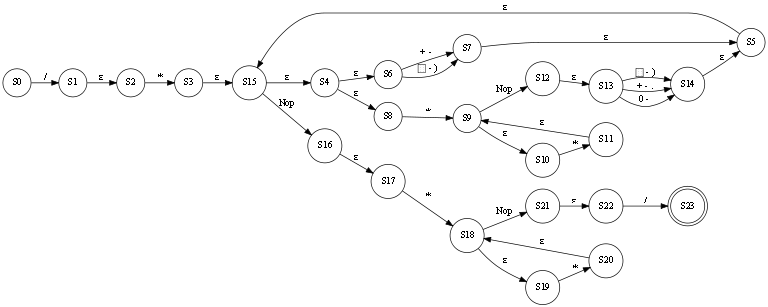 ε
S0
/
S1
ε
S2
*
S3
ε
S15
ε
S4
ε
S6
+ -
□ - )
S7
ε
S5
ε
S8
*
S9
Nop
S12
ε
S13
□ - )
+ - .
0 -
S14
ε
ε
S10
*
S11
ε
Nop
S16
ε
S17
*
S18
Nop
S21
ε
S22
/
S23
ε
S19
*
S20
ε